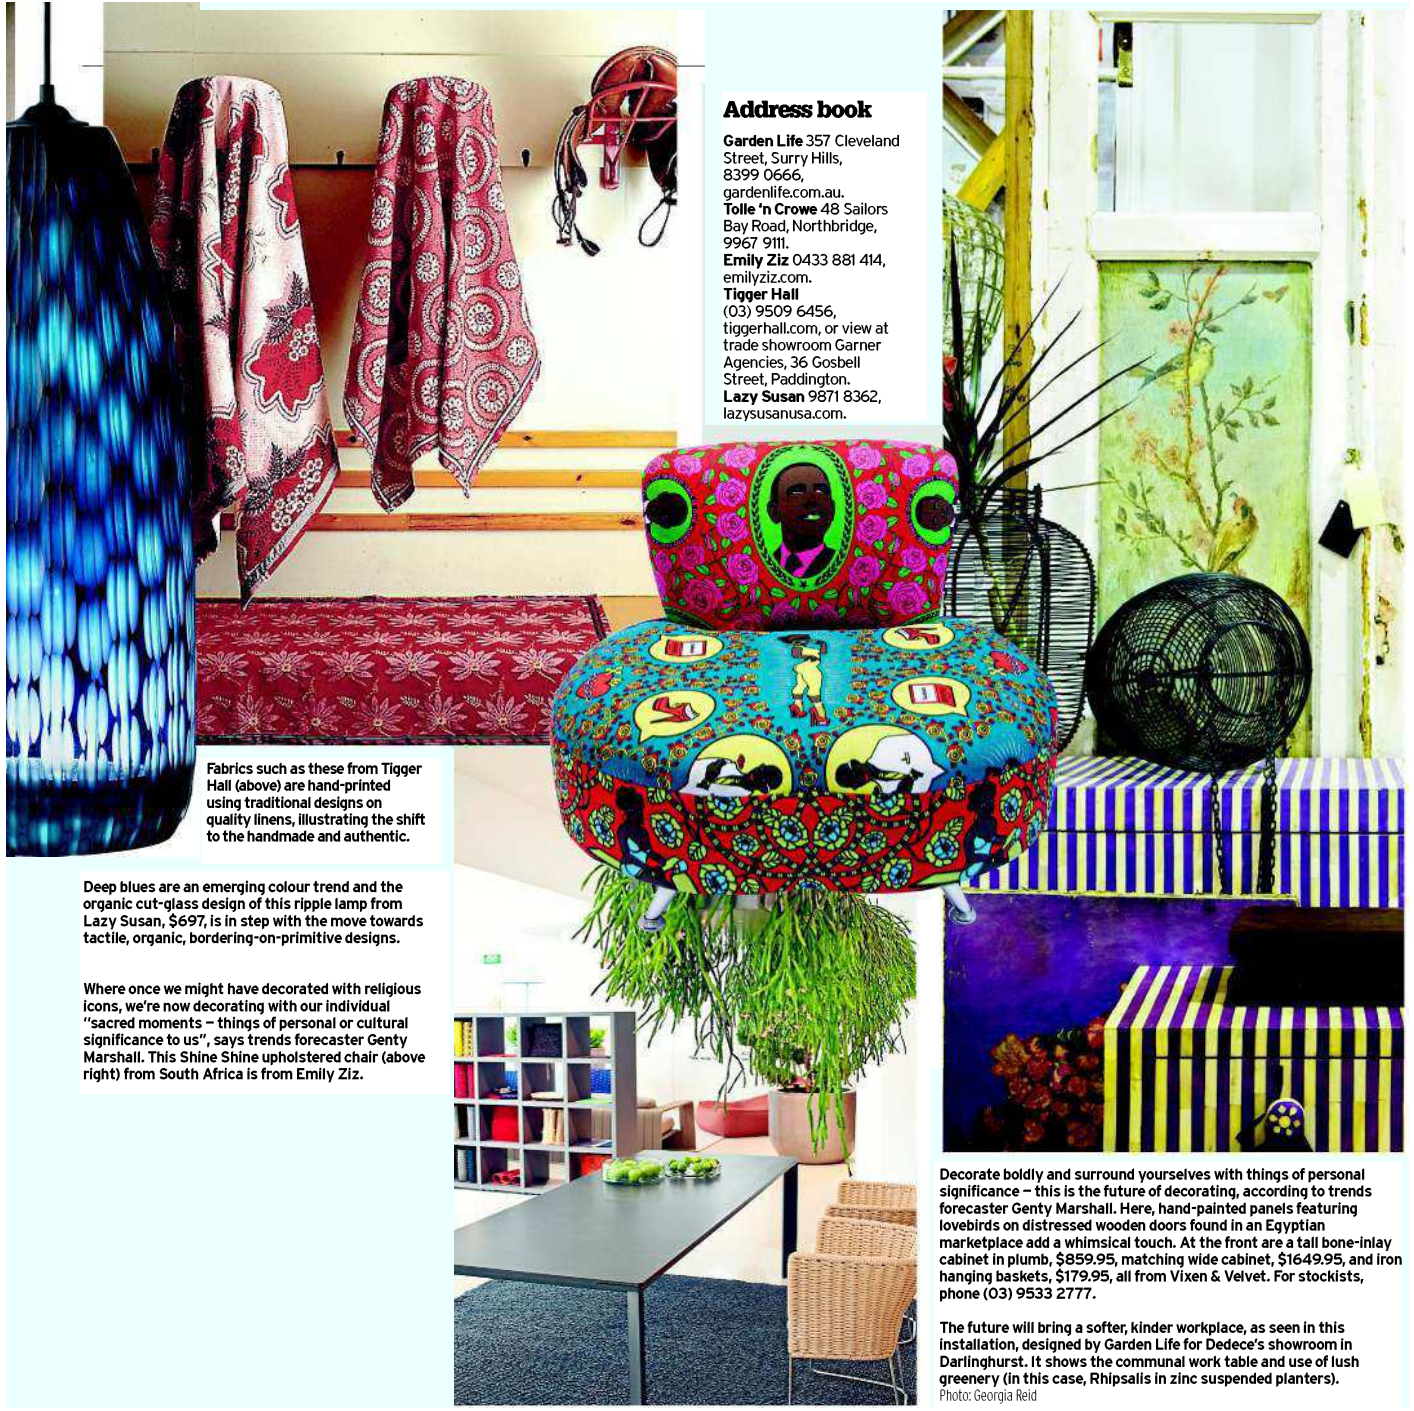 Address book
Garden Life 357 Cleveland
Street, Surry Hills,
8399 0666,
gardenlife.com.au.
Tolle 'n Crowe 48 Sailors
Bay Road, Northbridge,
9967 9111.
Emily Ziz 0433 881 414,
emilyziz.com.
Tigger Hall
(03) 9509 6456,
tiggerhall.com, or view at
trade showroom Garner
Agencies, 36 Gosbell
Street, Paddington.
Lazy Susan 9871 8362,
lazysusanusa.com.
Fabrics such as these from Tigger
Hall (above) are hand-printed
using traditional designs on
quality linens, illustrating the shift
to the handmade and authentic.
Deep blues are an emerging colour trend and the
organic cut-glass design of this ripple lamp from
Lazy Susan, $697, is in step with the move towards
tactile, organic, bordering-on-primitive designs.
Where once we might have decorated with religious
icons, we're now decorating with our individual
"sacred moments – things of personal or cultural
significance to us", says trends forecaster Genty
Marshall. This Shine Shine upholstered chair (above
right) from South Africa is from Emily Ziz.
Decorate boldly and surround yourselves with things of personal
significance – this is the future of decorating, according to trends
forecaster Genty Marshall. Here, hand-painted panels featuring
lovebirds on distressed wooden doors found in an Egyptian
marketplace add a whimsical touch. At the front are a tall bone-inlay
cabinet in plumb, $859.95, matching wide cabinet, $1649.95, and iron
hanging baskets, $179.95, all from Vixen & Velvet. For stockists,
phone (03) 9533 2777.
The future will bring a softer, kinder workplace, as seen in this
installation, designed by Garden Life for Dedece's showroom in
Darlinghurst. It shows the communal work table and use of lush
greenery (in this case, Rhipsalis in zinc suspended planters).
Photo: Georgia Reid